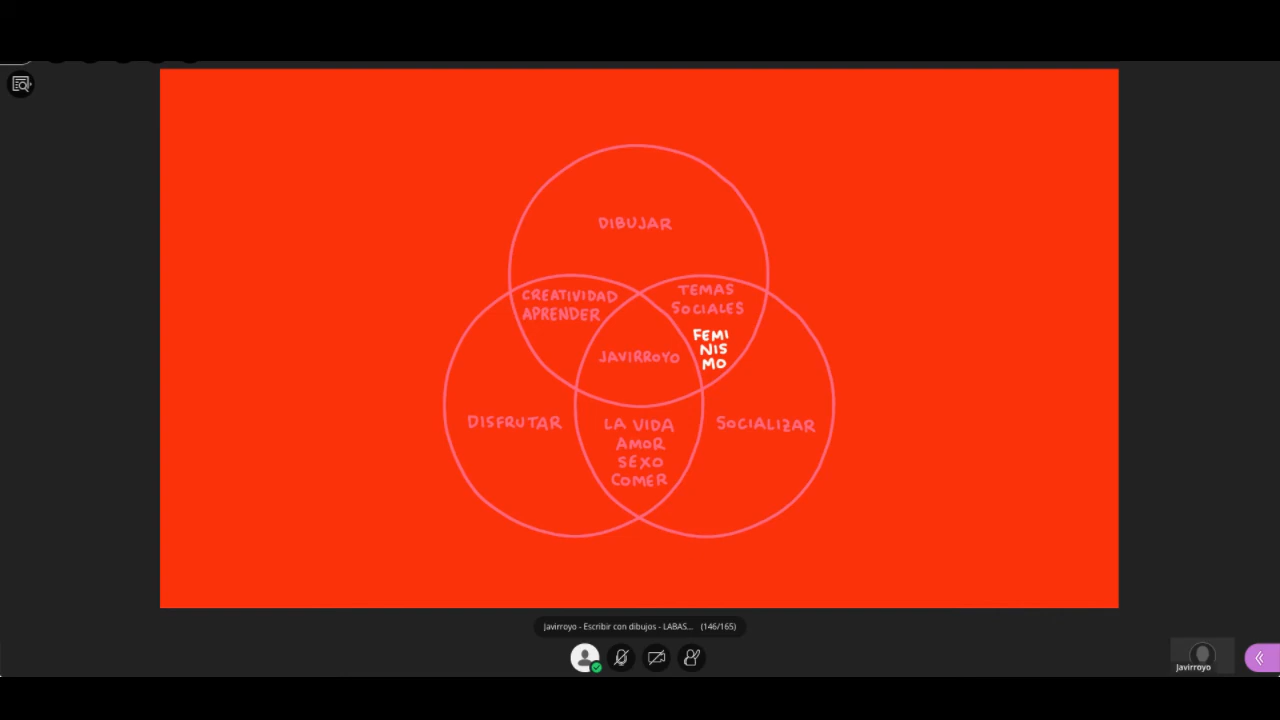 DIBUJAR
CREATIVIDAD
APRENDER
TEMAS
SOCIALES
FEMI
NIS
MO
JAVIRROYO
DISFRUTAR
LA VIDA
AMOR
SEXO
COMER
SOCIALIZAR
Javirroyo - Escribir con dibujos - LABAS... (146/165)
Javirroyo